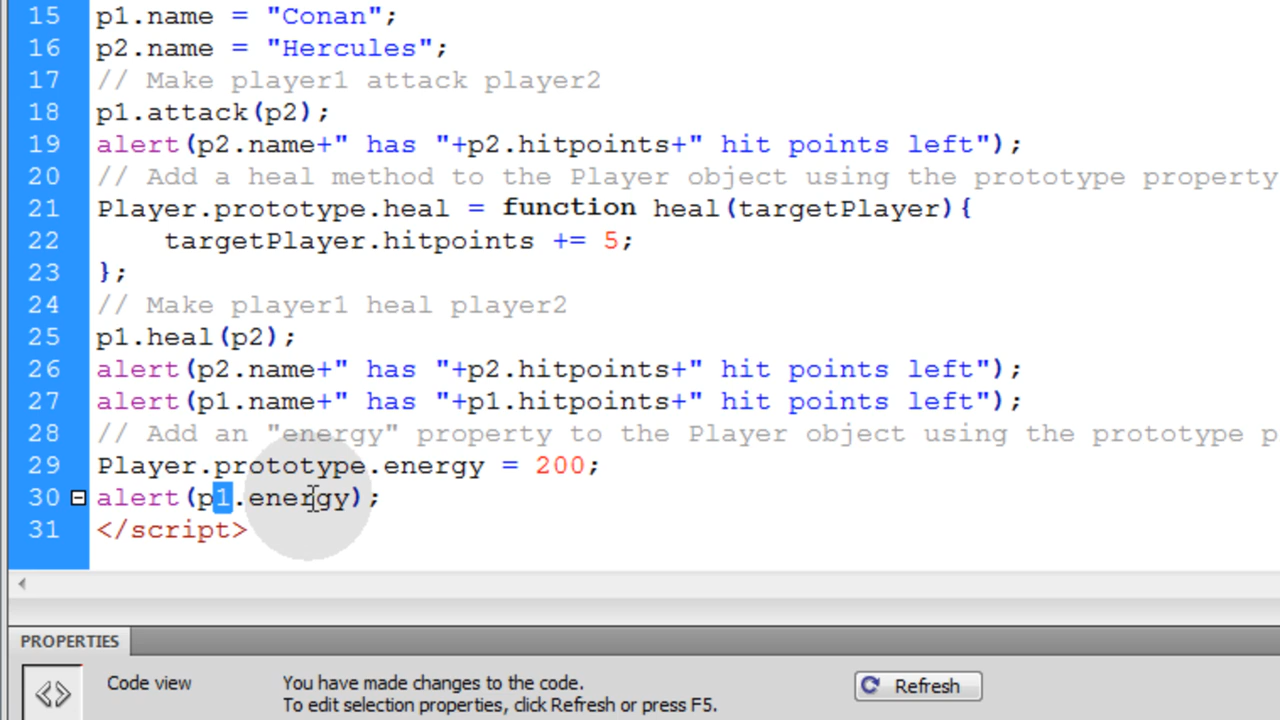 15 p1.name = "Conan";
16 p2.name = "Hercules";
17 // Make player1 attack player2
18 p1.attack(p2);
19 alert(p2.name+" has "+p2.hitpoints+" hit points left");
20 // Add a heal method to the Player object using the prototype property
21 Player.prototype.heal = function heal(targetPlayer){
22 targetPlayer.hitpoints += 5;
23 };
24 // Make player1 heal player2
25 p1.heal(p2);
26 alert(p2.name+" has "+p2.hitpoints+" hit points left");
27 alert(p1.name+" has "+p1.hitpoints+" hit points left");
28 // Add an "energy" property to the Player object using the prototype p
29 Player.prototype.energy = 200;
30 alert(p1.energy);
31 </script>
PROPERTIES
Code view
You have made changes to the code.
To edit selection properties, click Refresh or press F5.
Refresh